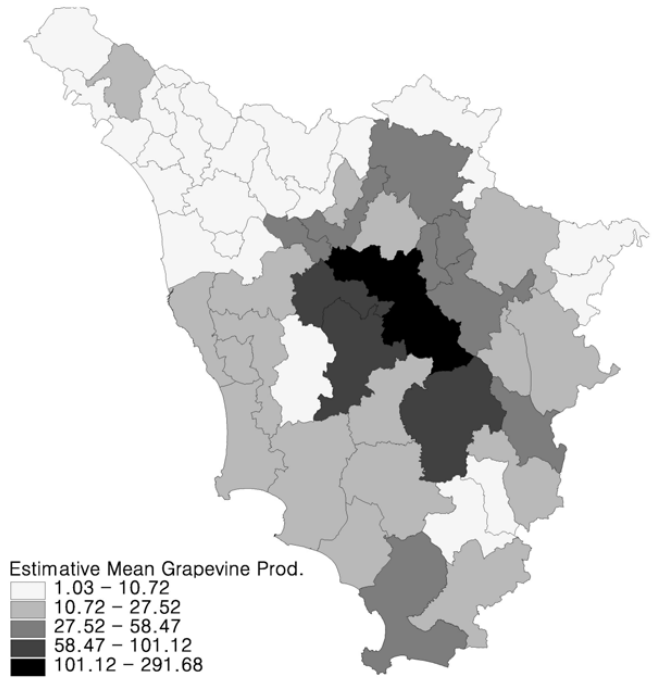 Estimative Mean Grapevine Prod.
1.03 – 10.72
10.72 – 27.52
27.52 – 58.47
58.47 – 101.12
101.12 – 291.68